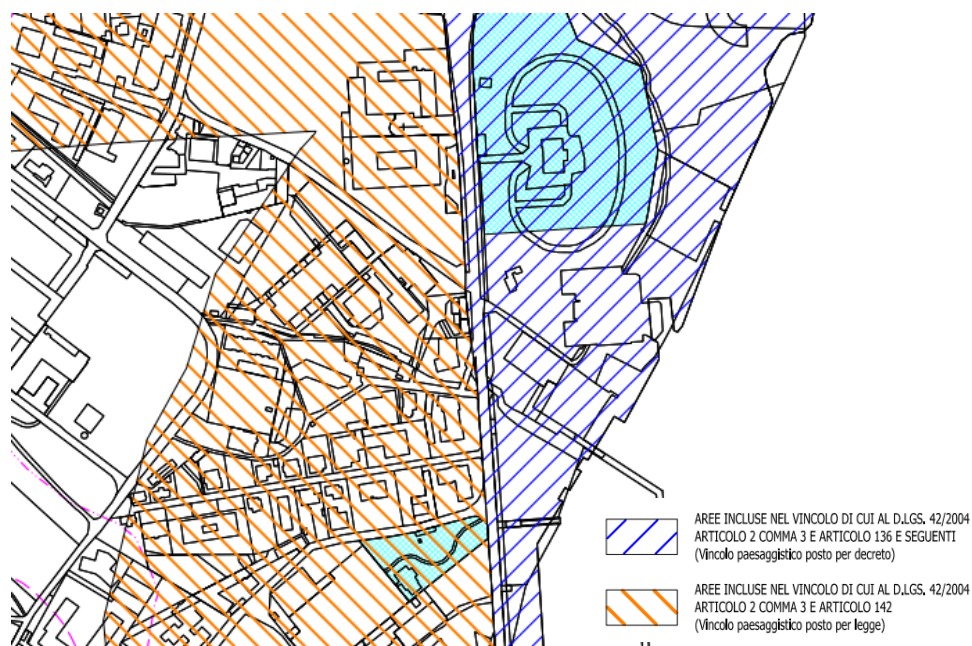 AREE INCLUSE NEL VINCOLO DI CUI AL D.LGS. 42/2004
ARTICOLO 2 COMMA 3 E ARTICOLO 136 E SEGUENTI
(Vincolo paesaggistico posto per decreto)
AREE INCLUSE NEL VINCOLO DI CUI AL D.LGS. 42/2004
ARTICOLO 2 COMMA 3 E ARTICOLO 142
(Vincolo paesaggistico posto per legge)